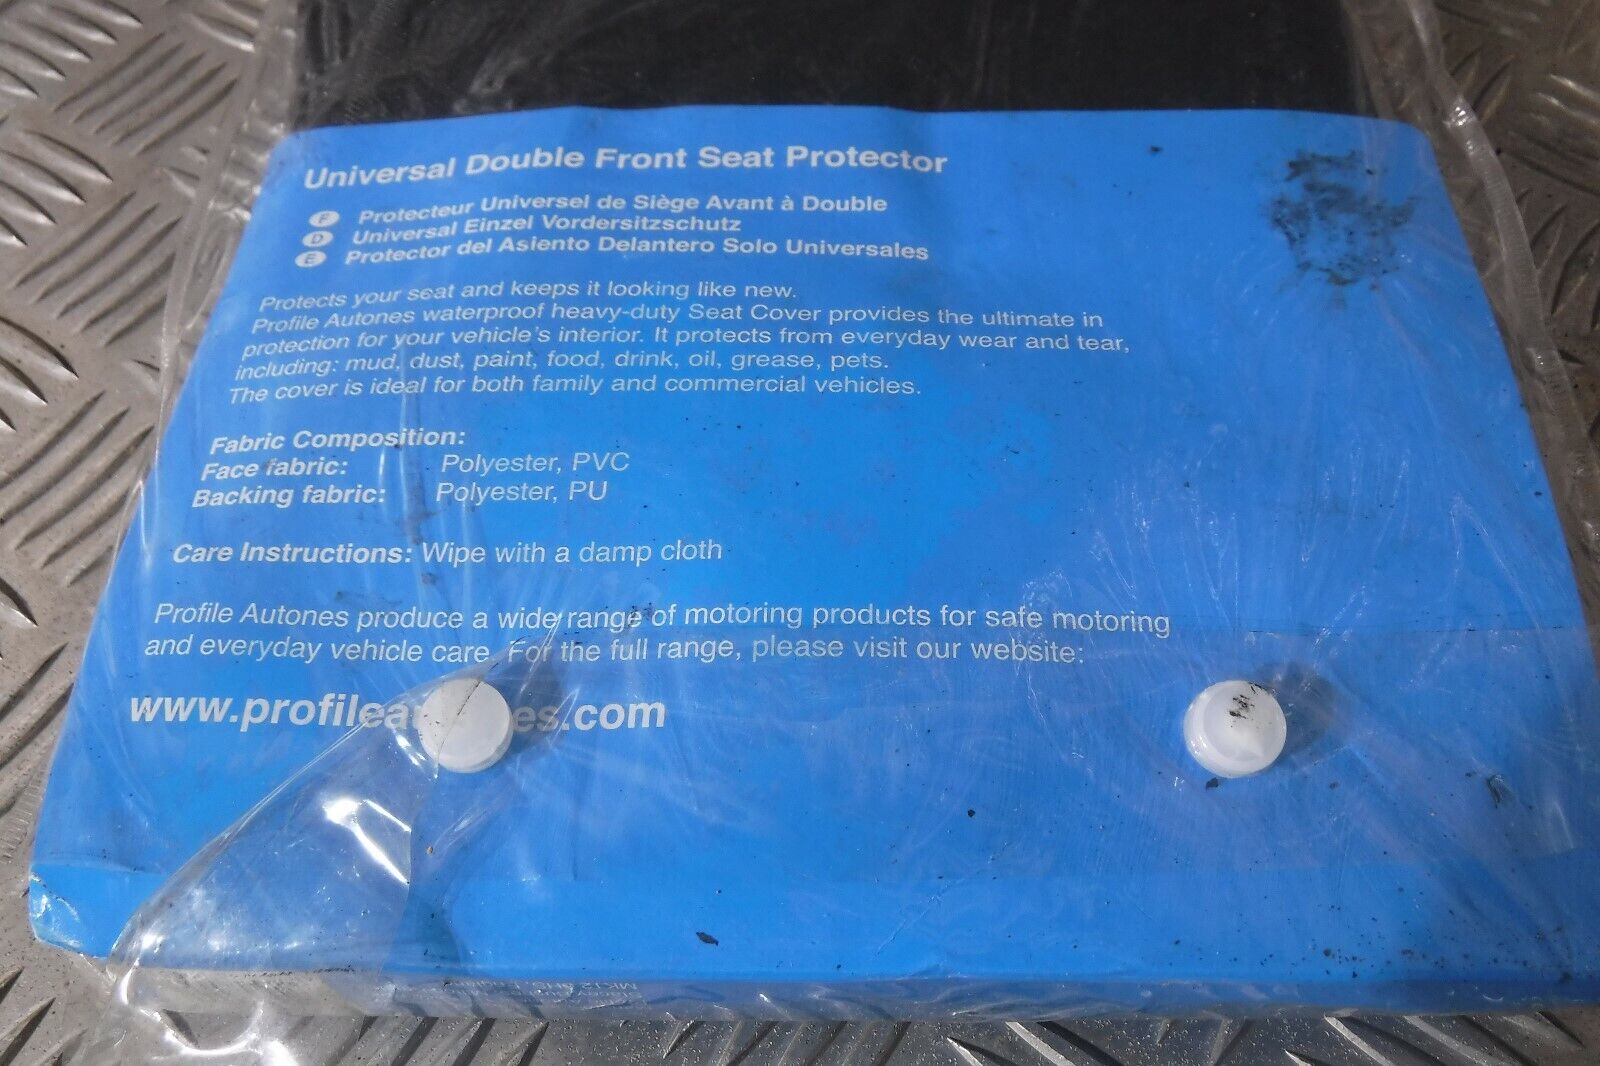 Universal Double Front Seat Protector
F Protecteur Universel de Siège Avant à Double
D Universal Einzel Vordersitzschutz
E Protector del Asiento Delantero Solo Universales
Protects your seat and keeps it looking like new.
Profile Autones waterproof heavy-duty Seat Cover provides the ultimate in
protection for your vehicle's interior. It protects from everyday wear and tear,
including: mud, dust, paint, food, drink, oil, grease, pets.
The cover is ideal for both family and commercial vehicles.
Fabric Composition:
Face fabric: Polyester, PVC
Backing fabric: Polyester, PU
Care Instructions: Wipe with a damp cloth
Profile Autones produce a wide range of motoring products for safe motoring
and everyday vehicle care. For the full range, please visit our website: